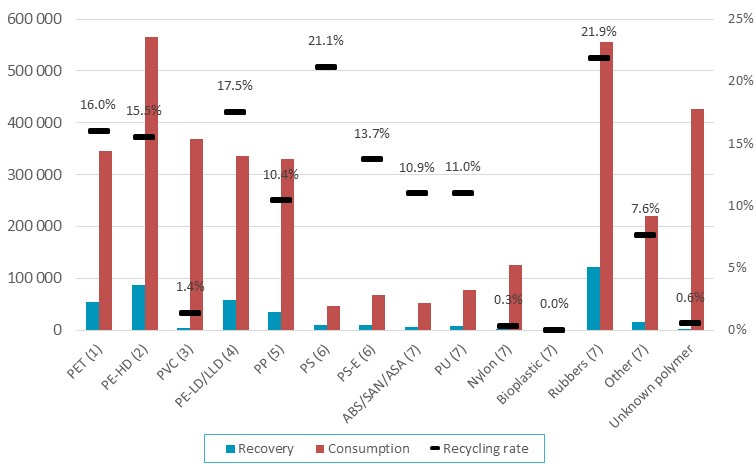 600 000
500 000
400 000
300 000
200 000
100 000
0
25%
20%
15%
10%
5%
0%
16.0%
15.5%
1.4%
17.5%
10.4%
21.1%
13.7%
10.9%
11.0%
0.3%
0.0%
21.9%
7.6%
0.6%
PET (1)
PE-HD (2)
PVC (3)
PE-LD/LLD (4)
PP (5)
PS (6)
PS-E (6)
ABS/SAN/ASA (7)
PU (7)
Nylon (7)
Bioplastic (7)
Rubbers (7)
Other (7)
Unknown polymer
Recovery Consumption Recycling rate